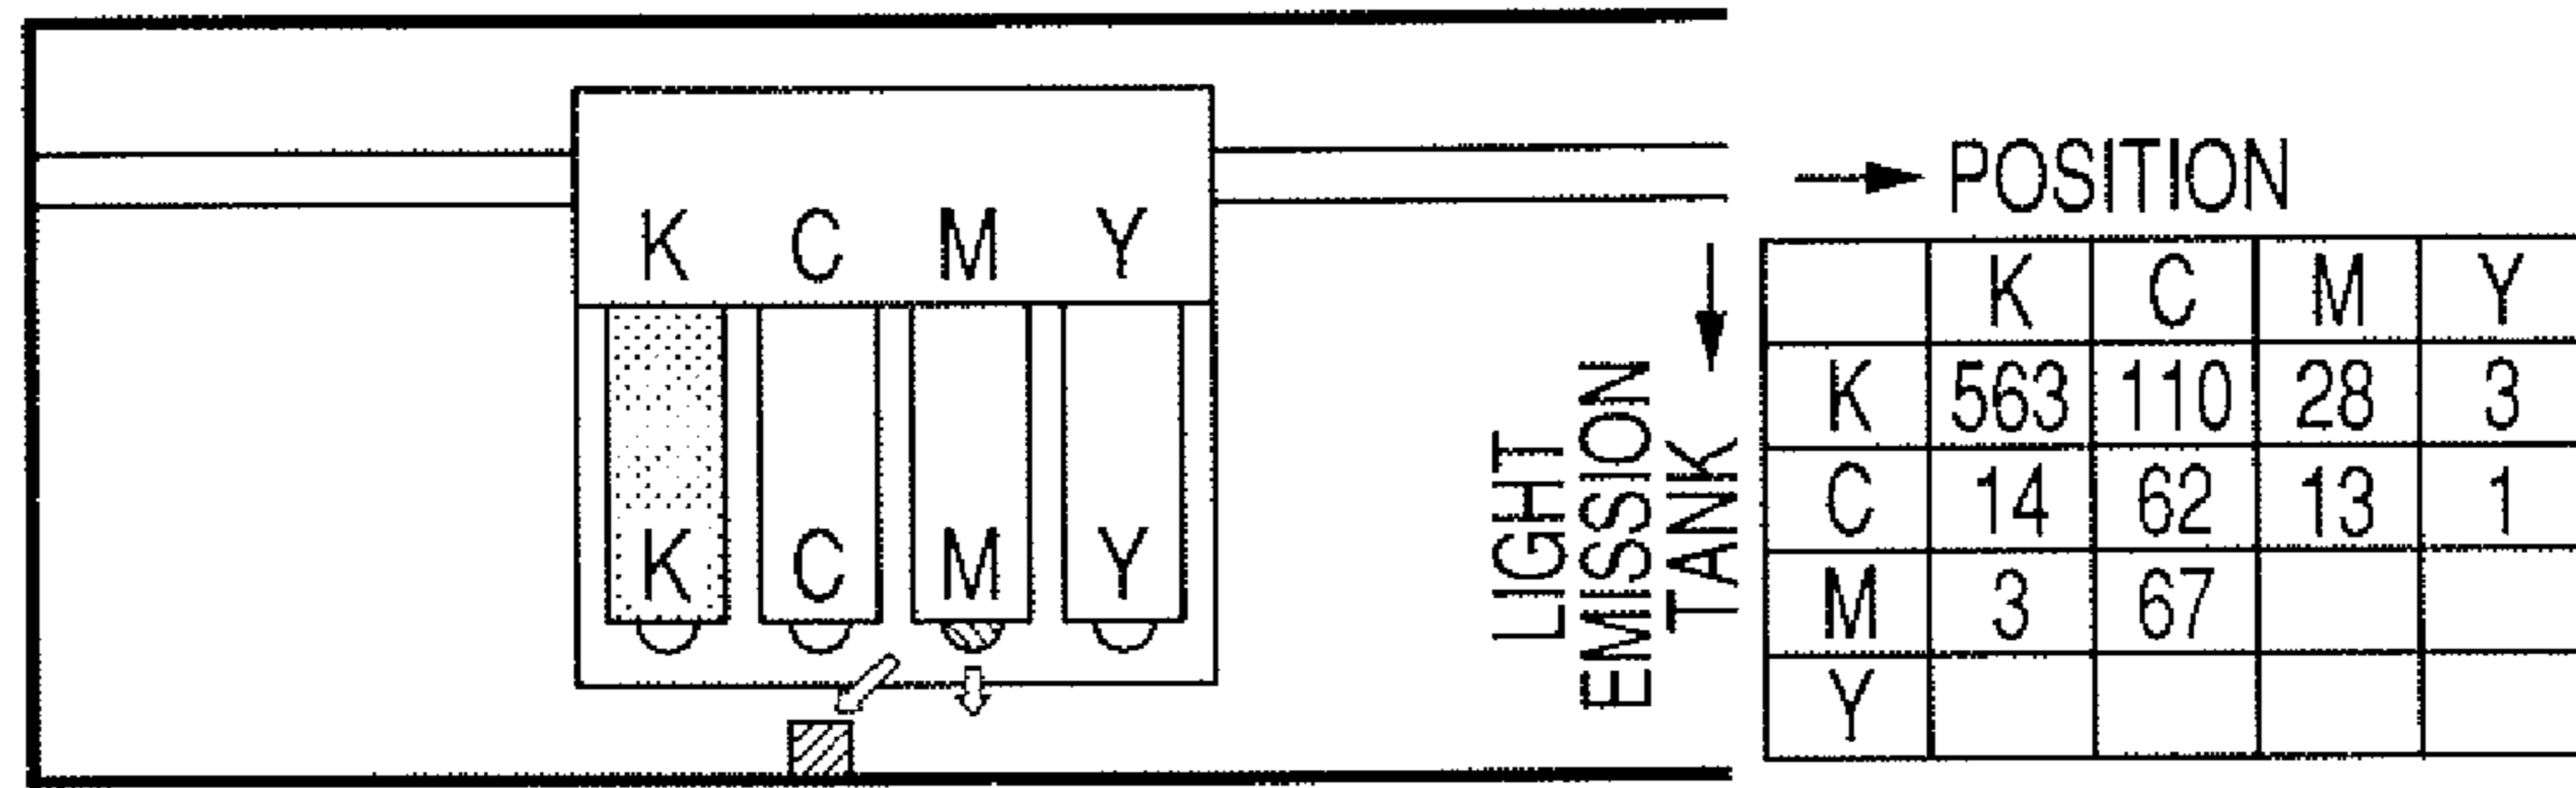 K C M Y
K C M Y
POSITION
LIGHT
EMISSION
TANK
K C M Y
K 563 110 28 3
C 14 62 13 1
M 3 67
Y